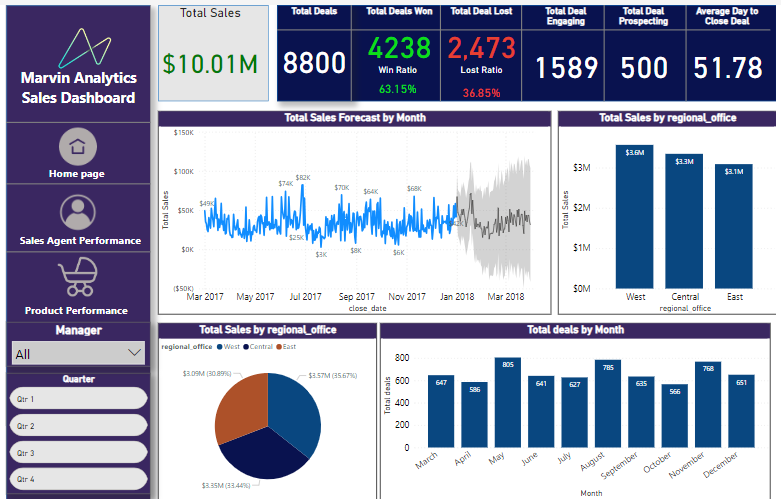 Marvin Analytics
Sales Dashboard
Home page
Sales Agent Performance
Product Performance
Manager
All
Quarter
Qtr 1
Qtr 2
Qtr 3
Qtr 4
Total Sales
$10.01M
Total Deals
8800
Total Deals Won
4238
Win Ratio
63.15%
Total Deal Lost
2,473
Lost Ratio
36.85%
Total Deal
Engaging
1589
Total Deal
Prospecting
500
Average Day to
Close Deal
51.78
Total Sales Forecast by Month
Total Sales
$150K
$100K
$50K
$0K
($50K)
$49K
$74K
$82K
$25K
$3K
$70K
$8K
$64K
$6K
$68K
Mar 2017 May 2017 Jul 2017 Sep 2017 Nov 2017 Jan 2018 Mar 2018
close_date
Total Sales by regional_office
Total Sales
$3M
$2M
$1M
$0M
$3.6M
$3.3M
$3.1M
West Central East
regional_office
Total Sales by regional_office
regional_office West Central East
$3.09M (30.89%)
$3.57M (35.67%)
$3.35M (33.44%)
Total deals by Month
Total deals
800
600
400
200
0
647 586 805 641 627 785 635 566 768 651
March April May June July August September October November December
Month